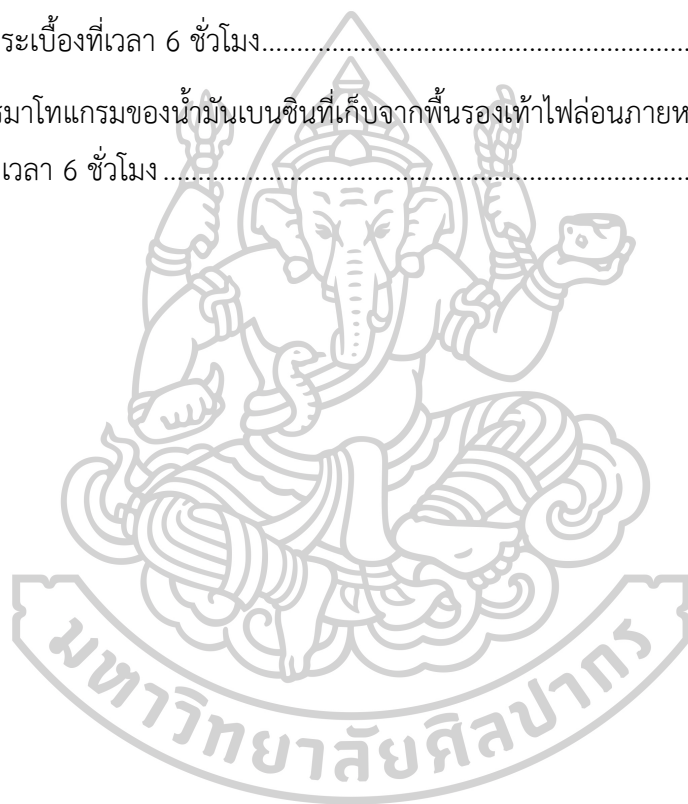 ระเบื้องที่เวลา 6 ชั่วโมง.......................................................................
รมาโทแกรมของน้ำมันเบนซินที่เก็บจากพื้นรองเท้าไฟล่อนภายห
เวลา 6 ชั่วโมง .......................................................................................
มหาวิทยาลัยศิลปากร